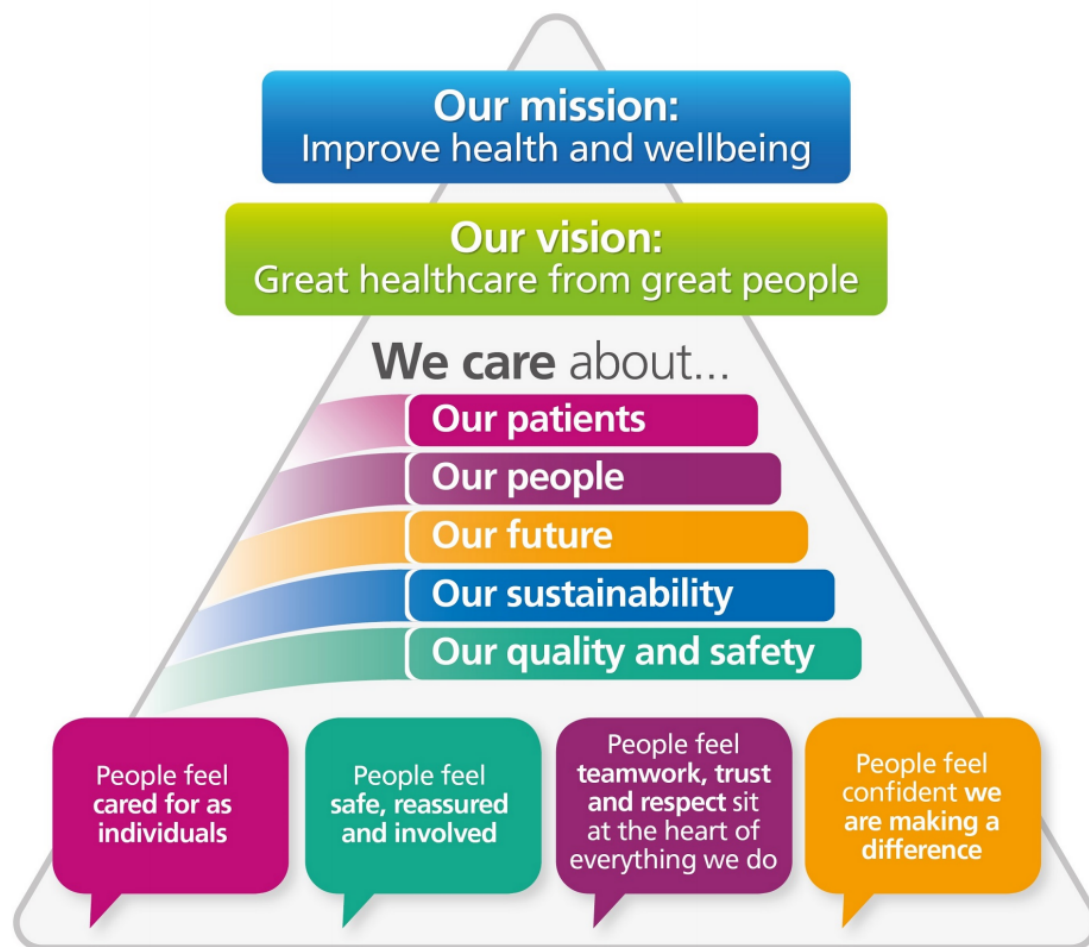 Our mission:
Improve health and wellbeing
Our vision:
Great healthcare from great people
We care about...
Our patients
Our people
Our future
Our sustainability
Our quality and safety
People feel
cared for as
individuals
People feel
safe, reassured
and involved
People feel
teamwork, trust
and respect sit
at the heart of
everything we do
People feel
confident we
are making a
difference